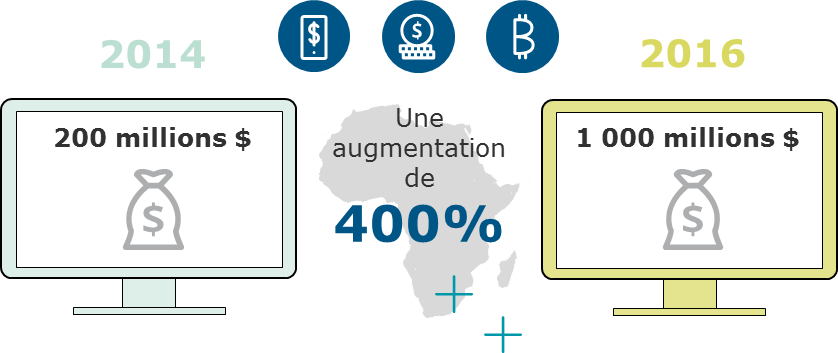 2014
200 millions $
$
Une
augmentation
de
400%
2016
1 000 millions $
$